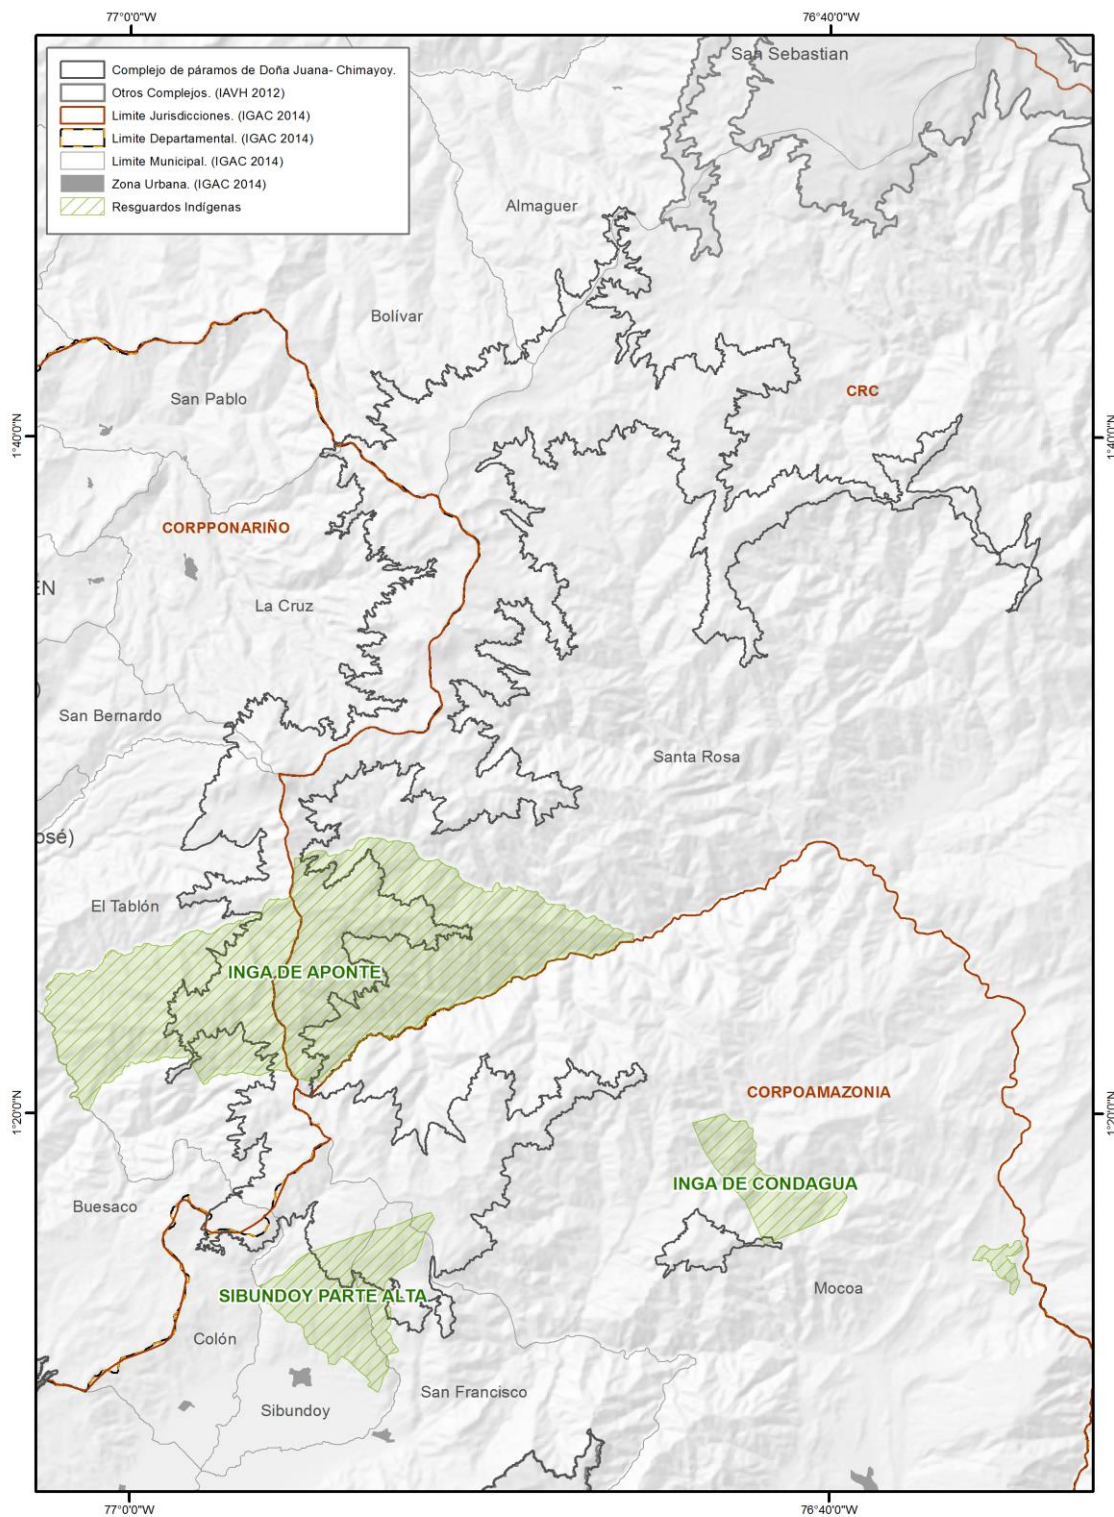 77°0'0"W
76°40'0"W
Complejo de páramos de Doña Juana- Chimayoy.
Otros Complejos. (IAVH 2012)
Limite Jurisdicciones. (IGAC 2014)
Limite Departamental. (IGAC 2014)
Limite Municipal. (IGAC 2014)
Zona Urbana. (IGAC 2014)
Resguardos Indígenas
San Sebastian
Almaguer
Bolívar
San Pablo
CRC
1°40'0"N
1°40'0"N
CORPPONARIÑO
EN
La Cruz
)
San Bernardo
Santa Rosa
osé)
El Tablón
INGA DE APONTE
CORPOAMAZONIA
1°20'0"N
1°20'0"N
INGA DE CONDAGUA
Buesaco
SIBUNDOY PARTE ALTA
Mocoa
Colón
San Francisco
Sibundoy
77°0'0"W
76°40'0"W